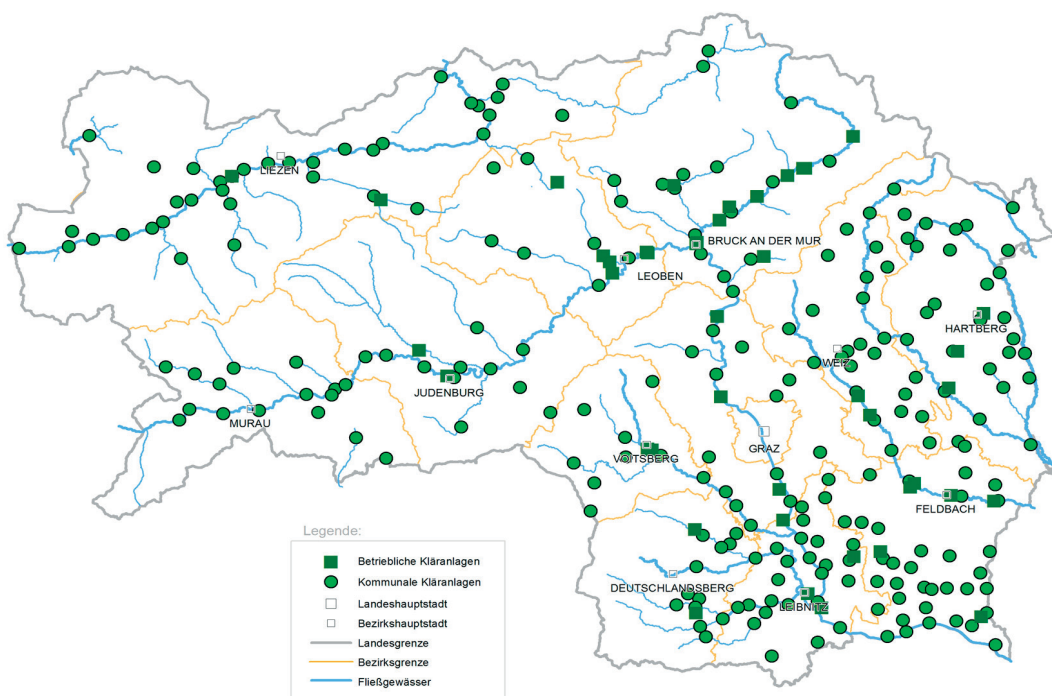 LIEZEN
BRUCK AN DER MUR
LEOBEN
HARTBERG
WEIZ
JUDENBURG
MURAU
GRAZ
VOITSBERG
FELDBACH
DEUTSCHLANDSBERG
LEIBNITZ
Legende:
Betriebliche Kläranlagen
Kommunale Kläranlagen
Landeshauptstadt
Bezirkshauptstadt
Landesgrenze
Bezirksgrenze
Fließgewässer